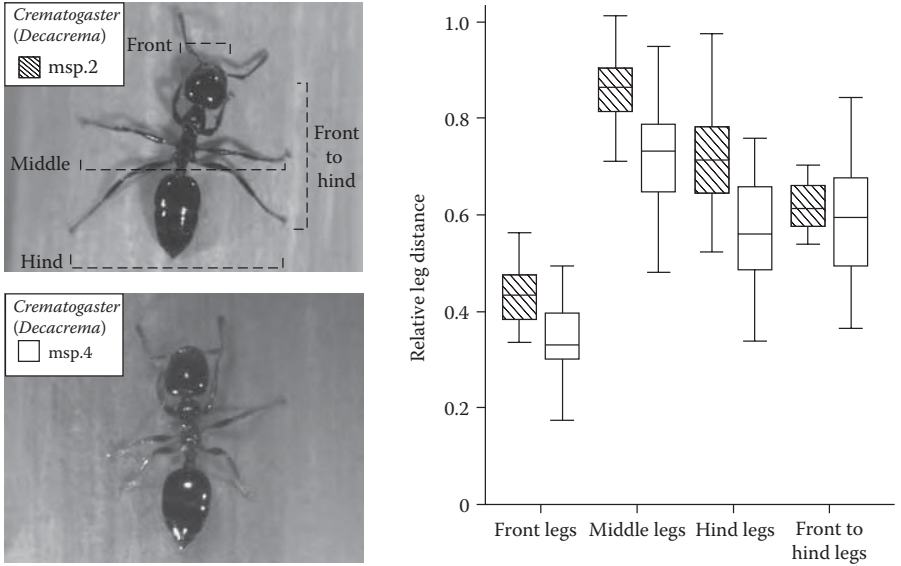 Crematogaster
(Decacrema)
msp.2
Front
Front
to
hind
Middle
Hind
Crematogaster
(Decacrema)
msp.4
Relative leg distance
1.0
0.8
0.6
0.4
0.2
0
Front legs
Middle legs
Hind legs
Front to
hind legs